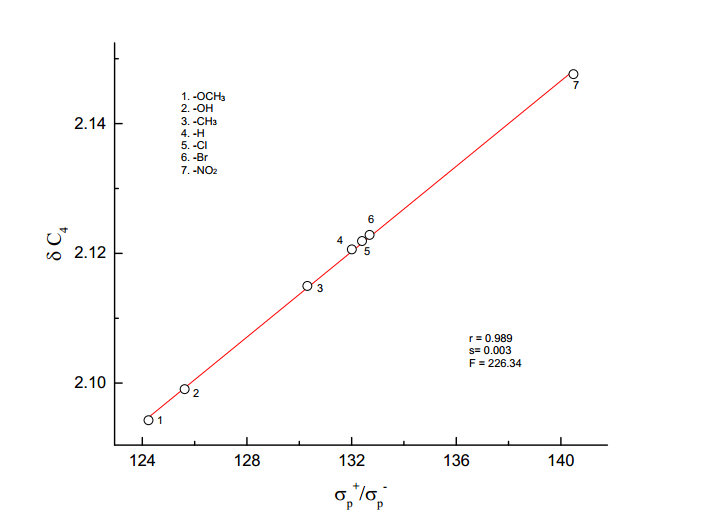 2.14
2.12
2.10
δ C₄
1. -OCH₃
2. -OH
3. -CH₃
4. -H
5. -Cl
6. -Br
7. -NO₂
7
6
4
5
3
2
1
r = 0.989
s= 0.003
F = 226.34
124 128 132 136 140
σₚ⁺/σₚ⁻